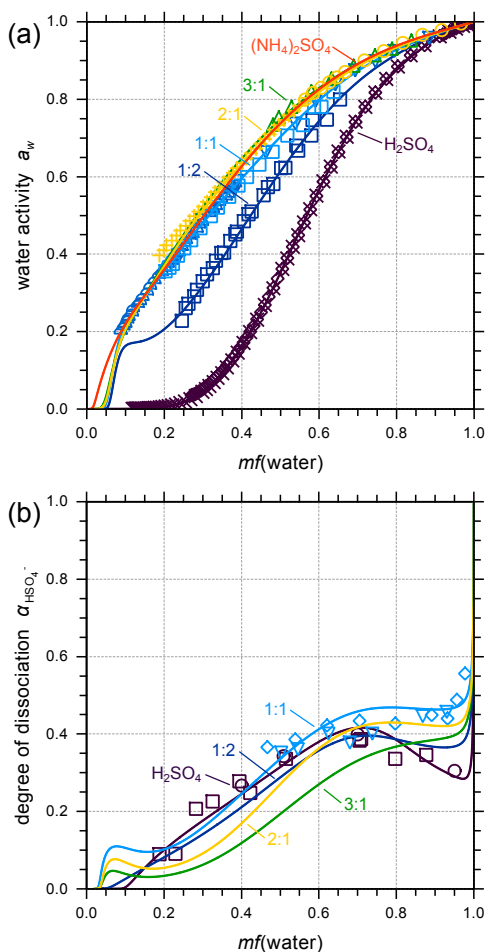 (a)
water activity a_w
1.0
0.8
0.6
0.4
0.2
0.0
(NH₄)₂SO₄
3:1
2:1
1:1
1:2
H₂SO₄
0.0 0.2 0.4 0.6 0.8 1.0
mf(water)
(b)
degree of dissociation α_HSO₄⁻
1.0
0.8
0.6
0.4
0.2
0.0
1:1
1:2
H₂SO₄
2:1
3:1
0.0 0.2 0.4 0.6 0.8 1.0
mf(water)